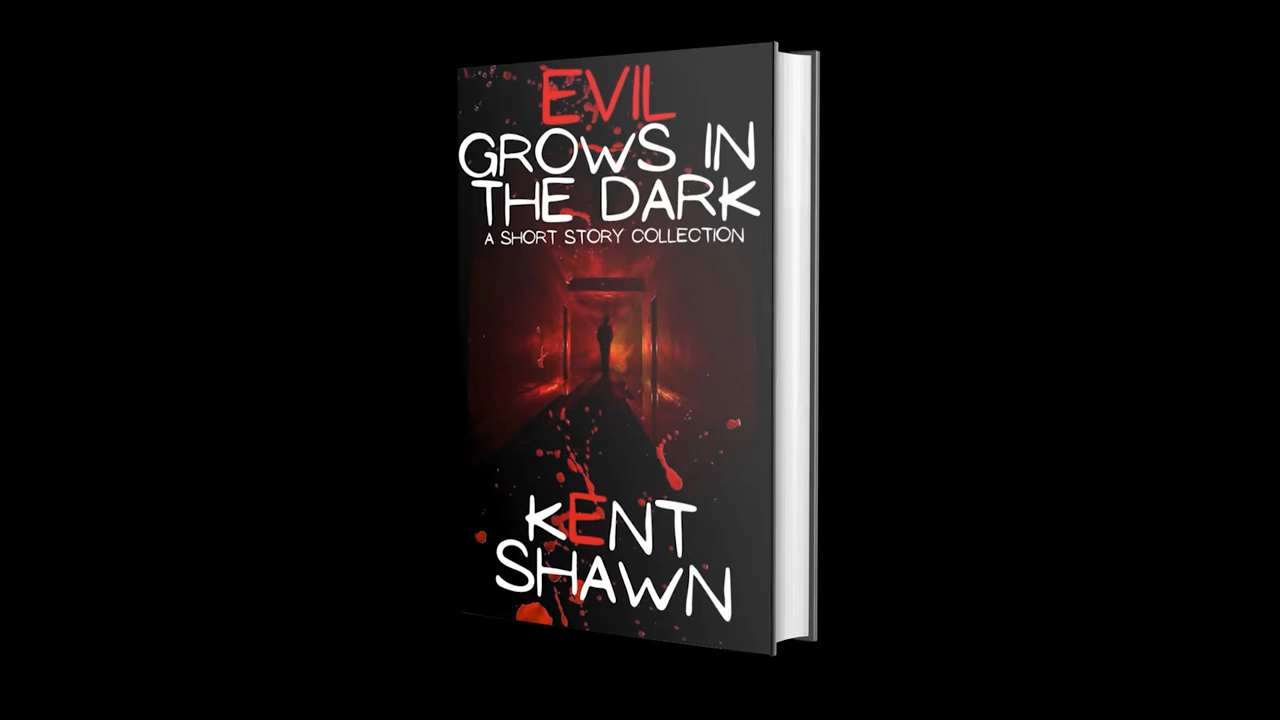 EVIL
GROWS IN
THE DARK
A SHORT STORY COLLECTION
KENT
SHAWN